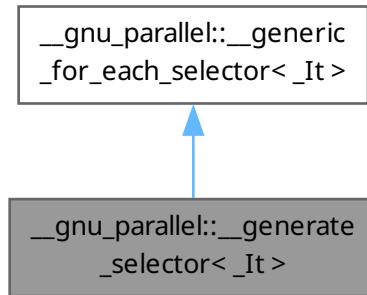 __gnu_parallel::__generic
_for_each_selector< _It >
__gnu_parallel::__generate
_selector< _It >